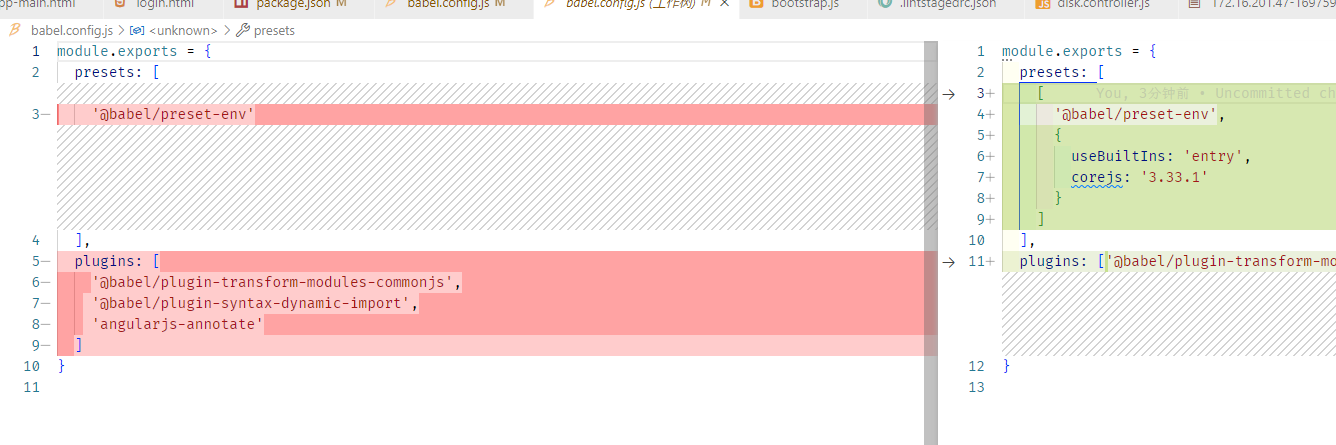 pp-main.html login.html package.json M babel.config.js M babel.config.js (工作树) M bootstrap.js .lintstagedrc.json disk.controller.js 172.16.201.47-169759
babel.config.js > <unknown> > presets
1 module.exports = {
2 presets: [
3 '@babel/preset-env'
4 ],
5 plugins: [
6 '@babel/plugin-transform-modules-commonjs',
7 '@babel/plugin-syntax-dynamic-import',
8 'angularjs-annotate'
9 ]
10 }
11
1 module.exports = {
2 presets: [
3+ [ You, 3分钟前 • Uncommitted ch
4+ '@babel/preset-env',
5+ {
6+ useBuiltIns: 'entry',
7+ corejs: '3.33.1'
8+ }
9+ ]
10 ],
11+ plugins: ['@babel/plugin-transform-mo
12 }
13